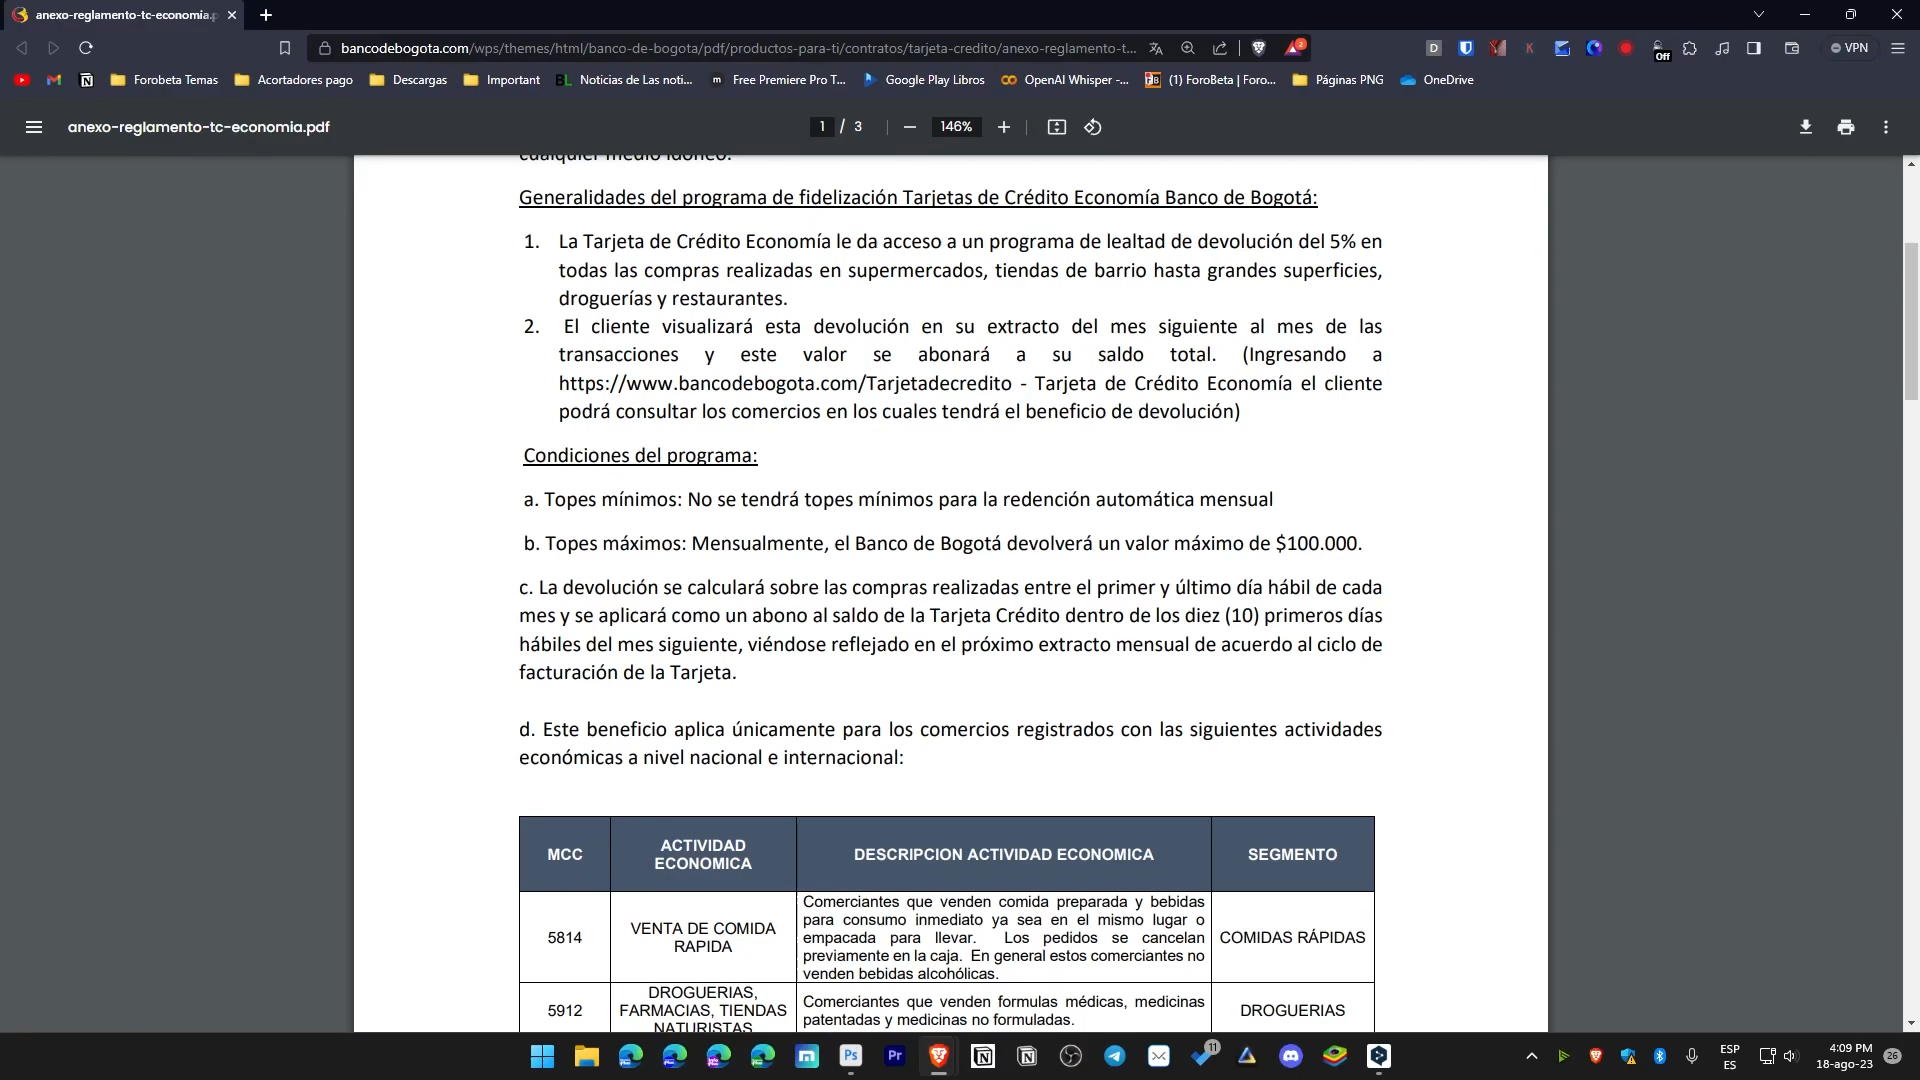 anexo-reglamento-tc-economia.p
bancodebogota.com/wps/themes/html/banco-de-bogota/pdf/productos-para-ti/contratos/tarjeta-credito/anexo-reglamento-t...
2
D
K
Off
VPN
Forobeta Temas
Acortadores pago
Descargas
Important
BL Noticias de Las noti...
m Free Premiere Pro T...
Google Play Libros
OpenAI Whisper -...
(1) ForoBeta | Foro...
Páginas PNG
OneDrive
anexo-reglamento-tc-economia.pdf
1 / 3
146%
cualquier medio idóneo.
Generalidades del programa de fidelización Tarjetas de Crédito Economía Banco de Bogotá:
1. La Tarjeta de Crédito Economía le da acceso a un programa de lealtad de devolución del 5% en
todas las compras realizadas en supermercados, tiendas de barrio hasta grandes superficies,
droguerías y restaurantes.
2. El cliente visualizará esta devolución en su extracto del mes siguiente al mes de las
transacciones y este valor se abonará a su saldo total. (Ingresando a
https://www.bancodebogota.com/Tarjetadecredito - Tarjeta de Crédito Economía el cliente
podrá consultar los comercios en los cuales tendrá el beneficio de devolución)
Condiciones del programa:
a. Topes mínimos: No se tendrá topes mínimos para la redención automática mensual
b. Topes máximos: Mensualmente, el Banco de Bogotá devolverá un valor máximo de $100.000.
c. La devolución se calculará sobre las compras realizadas entre el primer y último día hábil de cada
mes y se aplicará como un abono al saldo de la Tarjeta Crédito dentro de los diez (10) primeros días
hábiles del mes siguiente, viéndose reflejado en el próximo extracto mensual de acuerdo al ciclo de
facturación de la Tarjeta.
d. Este beneficio aplica únicamente para los comercios registrados con las siguientes actividades
económicas a nivel nacional e internacional:
MCC
ACTIVIDAD
ECONOMICA
DESCRIPCION ACTIVIDAD ECONOMICA
SEGMENTO
5814
VENTA DE COMIDA
RAPIDA
Comerciantes que venden comida preparada y bebidas
para consumo inmediato ya sea en el mismo lugar o
empacada para llevar. Los pedidos se cancelan
previamente en la caja. En general estos comerciantes no
venden bebidas alcohólicas.
COMIDAS RÁPIDAS
5912
DROGUERIAS,
FARMACIAS, TIENDAS
NATURISTAS
Comerciantes que venden formulas médicas, medicinas
patentadas y medicinas no formuladas.
DROGUERIAS
Ps
Pr
11
ESP
ES
4:09 PM
18-ago-23
26